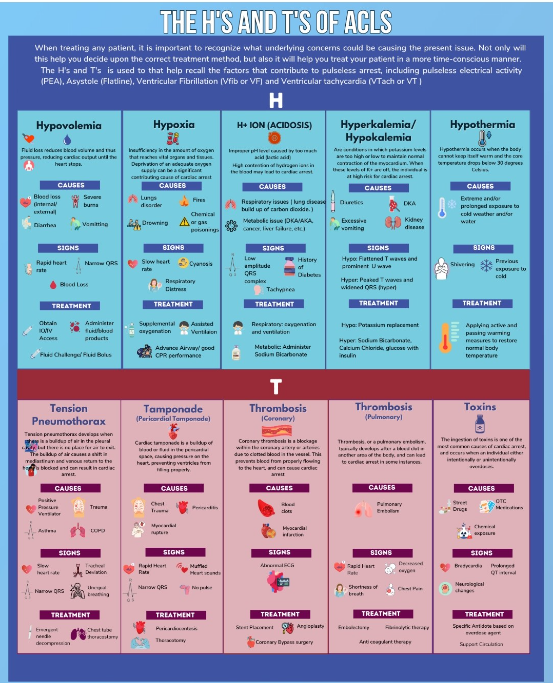 THE H'S AND T'S OF ACLS
When treating any patient, it is important to recognize what underlying concerns could be causing the present issue. Not only will
this help you decide upon the correct treatment method, but also it will help you treat your patient in a more time-conscious manner.
The H's and T's is used to that help recall the factors that contribute to pulseless arrest, including pulseless electrical activity
(PEA), Asystole (Flatline), Ventricular Fibrillation (Vfib or VF) and Ventricular tachycardia (VTach or VT )
H
Hypovolemia
Fluid loss reduces blood volume and thus
pressure, reducing cardiac output until the
heart stops.
CAUSES
Blood loss
(internal/
external)
Severe
burns
Diarrhea
Vomitting
SIGNS
Rapid heart
rate
Narrow QRS
Blood Loss
TREATMENT
Obtain
IO/IV
Access
Administer
fluid/blood
products
Fluid Challenge/ Fluid Bolus
Hypoxia
Insufficiency in the amount of oxygen
that reaches vital organs and tissues.
Deprivation of an adequate oxygen
supply can be a significant
contributing cause of cardiac arrest
CAUSES
Lungs
disorder
Fires
Drowning
Chemical
or gas
poisonings
SIGNS
Slow heart
rate
Cyanosis
Respiratory
Distress
TREATMENT
Supplemental
oxygenation
Assisted
Ventilaion
Advance Airway/ good
CPR performance
H+ ION (ACIDOSIS)
Improper pH level caused by too much
acid (lactic acid)
High contention of hydrogen ions in
the blood may lead to cardiac arrest.
CAUSES
Respiratory issues ( lung disease
build up of carbon dioxide.)
Metabolic issue (DKA/AKA,
cancer, liver failure, etc.)
SIGNS
Low
amplitude
QRS
complex
History
of
Diabetes
Tachypnea
TREATMENT
Respiratory: oxygenation
and ventilation
Metabolic: Administer
Sodium Bicarbonate
Hyperkalemia/
Hypokalemia
Are conditions in which potassium levels
are too high or low to maintain normal
contraction of the myocardium. When
these levels of K+ are off, the individual is
at high risk for cardiac arrest.
CAUSES
Diuretics
DKA
Excessive
vomiting
Kidney
disease
SIGNS
Hypo: Flattened T waves and
prominent U wave
Hyper: Peaked T waves and
widened QRS (hyper)
TREATMENT
Hypo: Potassium replacement
Hyper: Sodium Bicarbonate,
Calcium Chloride, glucose with
insulin
Hypothermia
Hypothermia occurs when the body
cannot keep itself warm and the core
temperature drops below 30 degrees
Celsius.
CAUSES
Extreme and/or
prolonged exposure to
cold weather and/or
water
SIGNS
Shivering
Previous
exposure to
cold
TREATMENT
Applying active and
passing warming
measures to restore
normal body
temperature
T
Tension
Pneumothorax
Tension pneumothorax develops when
there is a buildup of air in the pleural
but there is no place for air to exit.
The buildup of air causes a shift in
mediastinum and venous return to the
heart is blocked and can result in cardiac
arrest.
CAUSES
Positive
Pressure
Ventilator
Trauma
Asthma
COPD
SIGNS
Slow
heart rate
Tracheal
Deviation
Narrow QRS
Unequal
breathing
TREATMENT
Emergent
needle
decompression
Chest tube
thoracostomy
Tamponade
(Pericardial Tamponade)
Cardiac tamponade is a buildup of
blood or fluid in the pericardial
space, causing pressure on the
heart, preventing ventricles from
filling properly.
CAUSES
Chest
Trauma
Pericarditis
Myocardial
rupture
SIGNS
Rapid Heart
Rate
Muffled
Heart sounds
Narrow QRS
No pulse
TREATMENT
Pericardiocentesis
Thoracotomy
Thrombosis
(Coronary)
Coronary thrombosis is a blockage
within the coronary artery or arteries
due to clotted blood in the vessel. This
prevents blood from properly flowing
to the heart, and can cause cardiac
arrest
CAUSES
Blood
clots
Myocardial
infarction
SIGNS
Abnormal ECG
TREATMENT
Stent Placement
Angioplasty
Coronary Bypass surgery
Thrombosis
(Pulmonary)
Thrombosis, or a pulmonary embolism,
typically develops after a blood clot in
another area of the body, and can lead
to cardiac arrest in some instances.
CAUSES
Pulmonary
Embolism
SIGNS
Rapid Heart
Rate
Decreased
oxygen
Shortness of
breath
Chest Pain
TREATMENT
Embolectomy
Fibrinolytic therapy
Anti coagulant therapy
Toxins
The ingestion of toxins is one of the
most common causes of cardiac arrest,
and occurs when an individual either
intentionally or unintentionally
overdoses.
CAUSES
Street
Drugs
OTC
Medications
Chemical
exposure
SIGNS
Bradycardia
Prolonged
QT interval
Neurological
changes
TREATMENT
Specific Antidote based on
overdose agent
Support Circulation